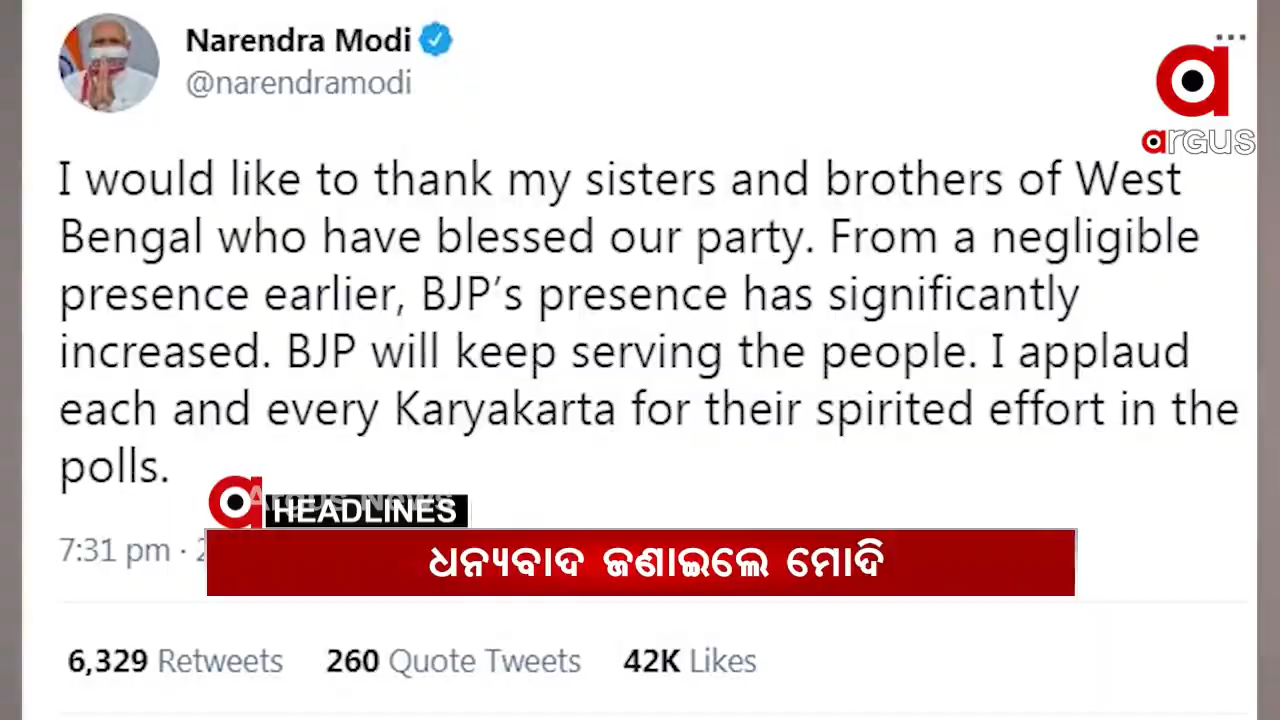 Narendra Modi
@narendramodi
argus
I would like to thank my sisters and brothers of West
Bengal who have blessed our party. From a negligible
presence earlier, BJP’s presence has significantly
increased. BJP will keep serving the people. I applaud
each and every Karyakarta for their spirited effort in the
polls.
Argus News
HEADLINES
7:31 pm ·
ଧନ୍ୟବାଦ ଜଣାଇଲେ ମୋଦି
6,329 Retweets 260 Quote Tweets 42K Likes